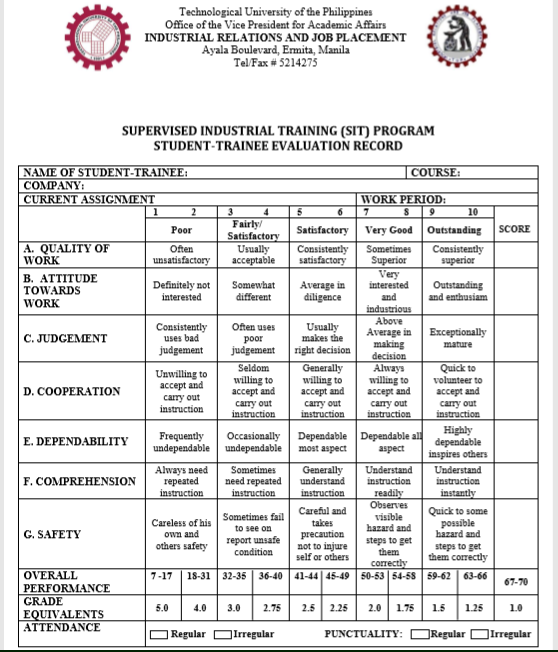 Technological University of the Philippines
Office of the Vice President for Academic Affairs
INDUSTRIAL RELATIONS AND JOB PLACEMENT
Ayala Boulevard, Ermita, Manila
Tel/Fax # 5214275
SUPERVISED INDUSTRIAL TRAINING (SIT) PROGRAM
STUDENT-TRAINEE EVALUATION RECORD
NAME OF STUDENT-TRAINEE: COURSE:
COMPANY:
CURRENT ASSIGNMENT WORK PERIOD:
1 2 3 4 5 6 7 8 9 10
Poor Fairly/ Satisfactory Satisfactory Very Good Outstanding SCORE
A. QUALITY OF WORK Often unsatisfactory Usually acceptable Consistently satisfactory Sometimes Superior Consistently superior
B. ATTITUDE TOWARDS WORK Definitely not interested Somewhat different Average in diligence Very interested and industrious Outstanding and enthusiam
C. JUDGEMENT Consistently uses bad judgement Often uses poor judgement Usually makes the right decision Above Average in making decision Exceptionally mature
D. COOPERATION Unwilling to accept and carry out instruction Seldom willing to accept and carry out instruction Generally willing to accept and carry out instruction Always willing to accept and carry out instruction Quick to volunteer to accept and carry out instruction
E. DEPENDABILITY Frequently undependable Occasionally undependable Dependable most aspect Dependable all aspect Highly dependable inspires others
F. COMPREHENSION Always need repeated instruction Sometimes need repeated instruction Generally understand instruction Understand instruction readily Understand instruction instantly
G. SAFETY Careless of his own and others safety Sometimes fail to see on report unsafe condition Careful and takes precaution not to injure self or others Observes visible hazard and steps to get them correctly Quick to some possible hazard and steps to get them correctly
OVERALL PERFORMANCE 7-17 18-31 32-35 36-40 41-44 45-49 50-53 54-58 59-62 63-66 67-70
GRADE EQUIVALENTS 5.0 4.0 3.0 2.75 2.5 2.25 2.0 1.75 1.5 1.25 1.0
ATTENDANCE Regular Irregular PUNCTUALITY: Regular Irregular